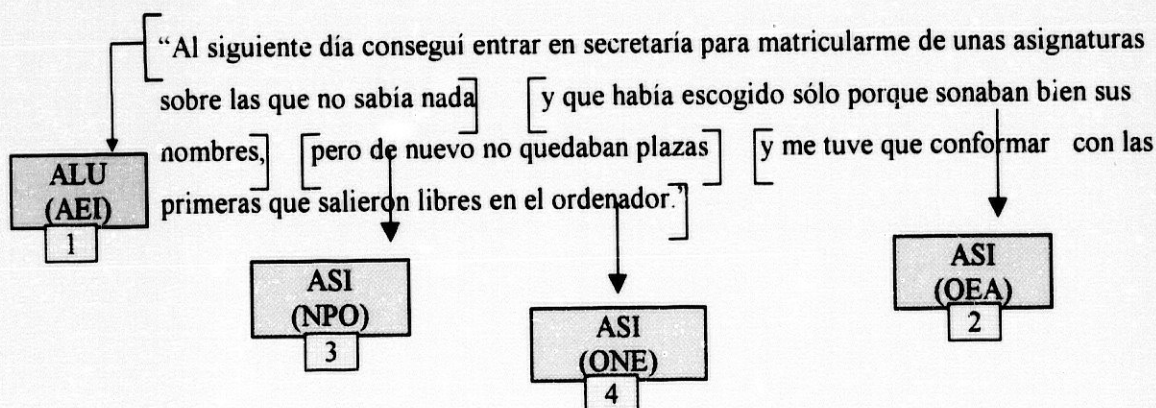 “Al siguiente día conseguí entrar en secretaría para matricularme de unas asignaturas
sobre las que no sabía nada] [y que había escogido sólo porque sonaban bien sus
nombres,] [pero de nuevo no quedaban plazas] [y me tuve que conformar con las
primeras que salieron libres en el ordenador.”]
ALU
(AEI)
1
ASI
(NPO)
3
ASI
(ONE)
4
ASI
(OEA)
2